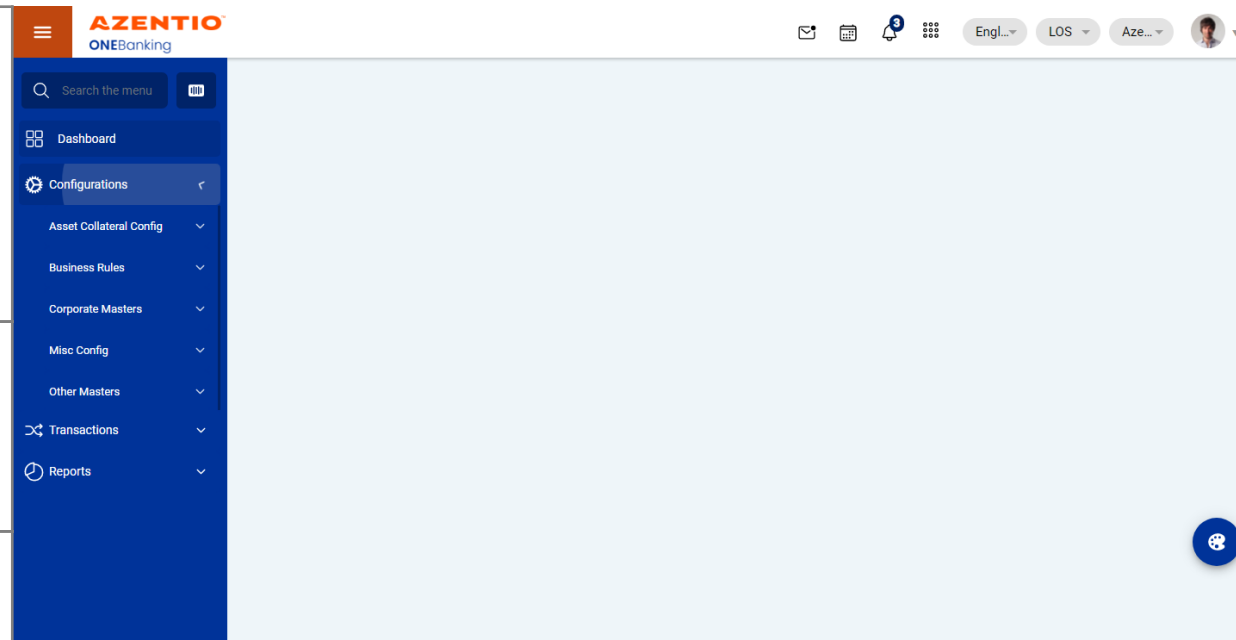 AZENTIO
ONEBanking
3
Engl...
LOS
Aze...
Search the menu
Dashboard
Configurations
Asset Collateral Config
Business Rules
Corporate Masters
Misc Config
Other Masters
Transactions
Reports